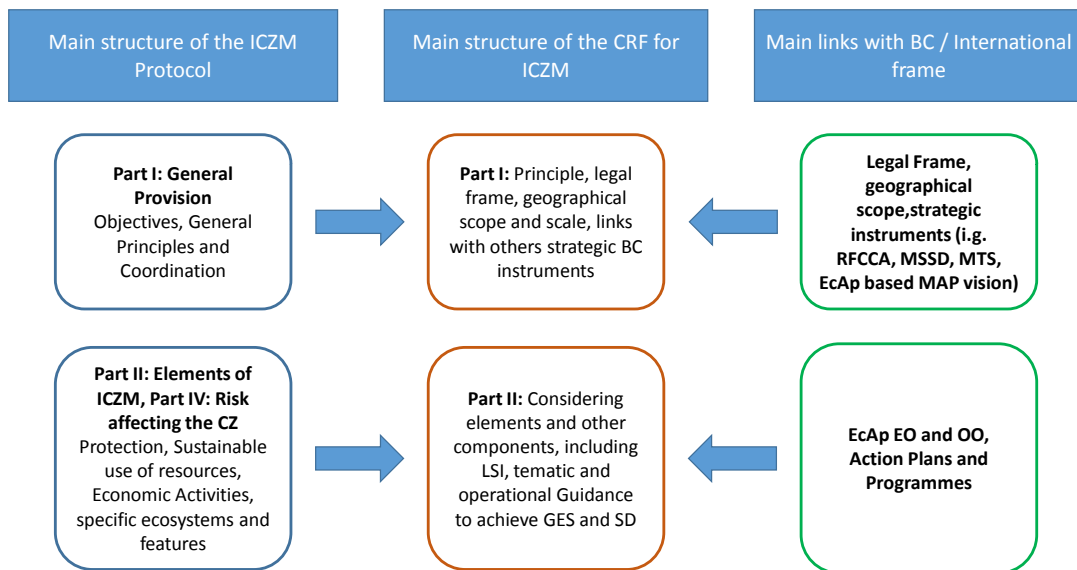 Main structure of the ICZM
Protocol
Main structure of the CRF for
ICZM
Main links with BC / International
frame
Part I: General
Provision
Objectives, General
Principles and
Coordination
Part I: Principle, legal
frame, geographical
scope and scale, links
with others strategic BC
instruments
Legal Frame,
geographical
scope,strategic
instruments (i.g.
RFCCA, MSSD, MTS,
EcAp based MAP vision)
Part II: Elements of
ICZM, Part IV: Risk
affecting the CZ
Protection, Sustainable
use of resources,
Economic Activities,
specific ecosystems and
features
Part II: Considering
elements and other
components, including
LSI, tematic and
operational Guidance
to achieve GES and SD
EcAp EO and OO,
Action Plans and
Programmes